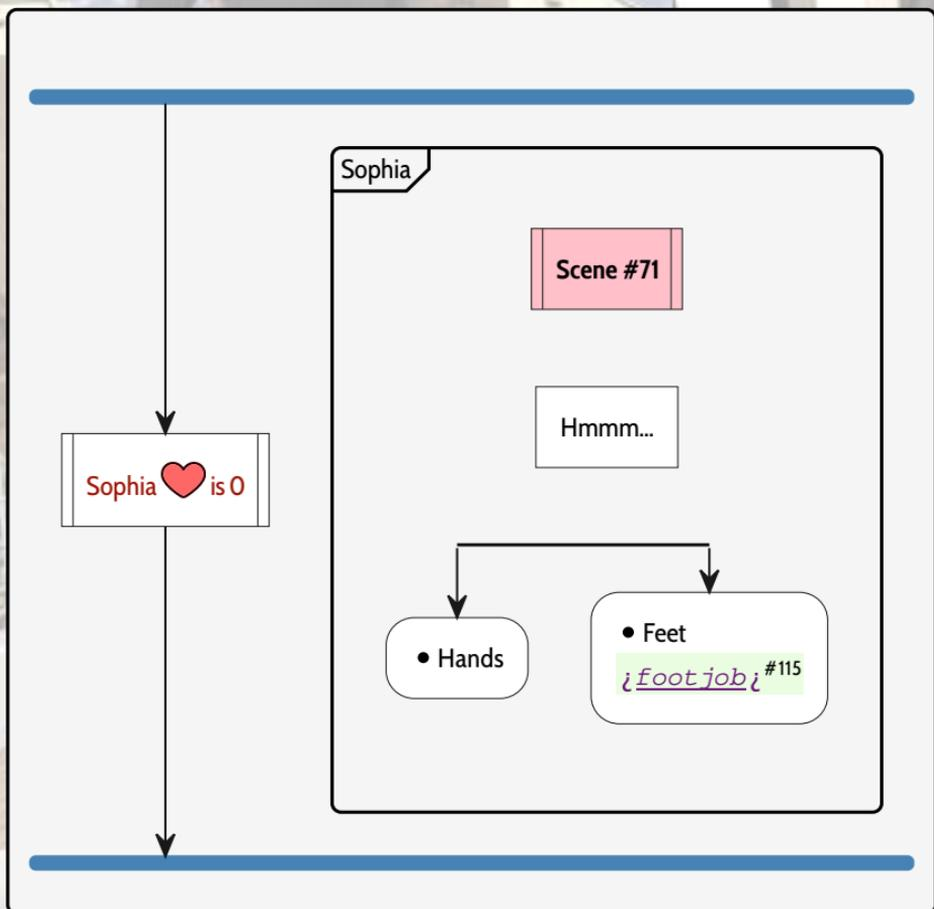 Sophia
Scene #71
Hmmm...
Sophia is 0
• Hands
• Feet
¿footjob¿ #115